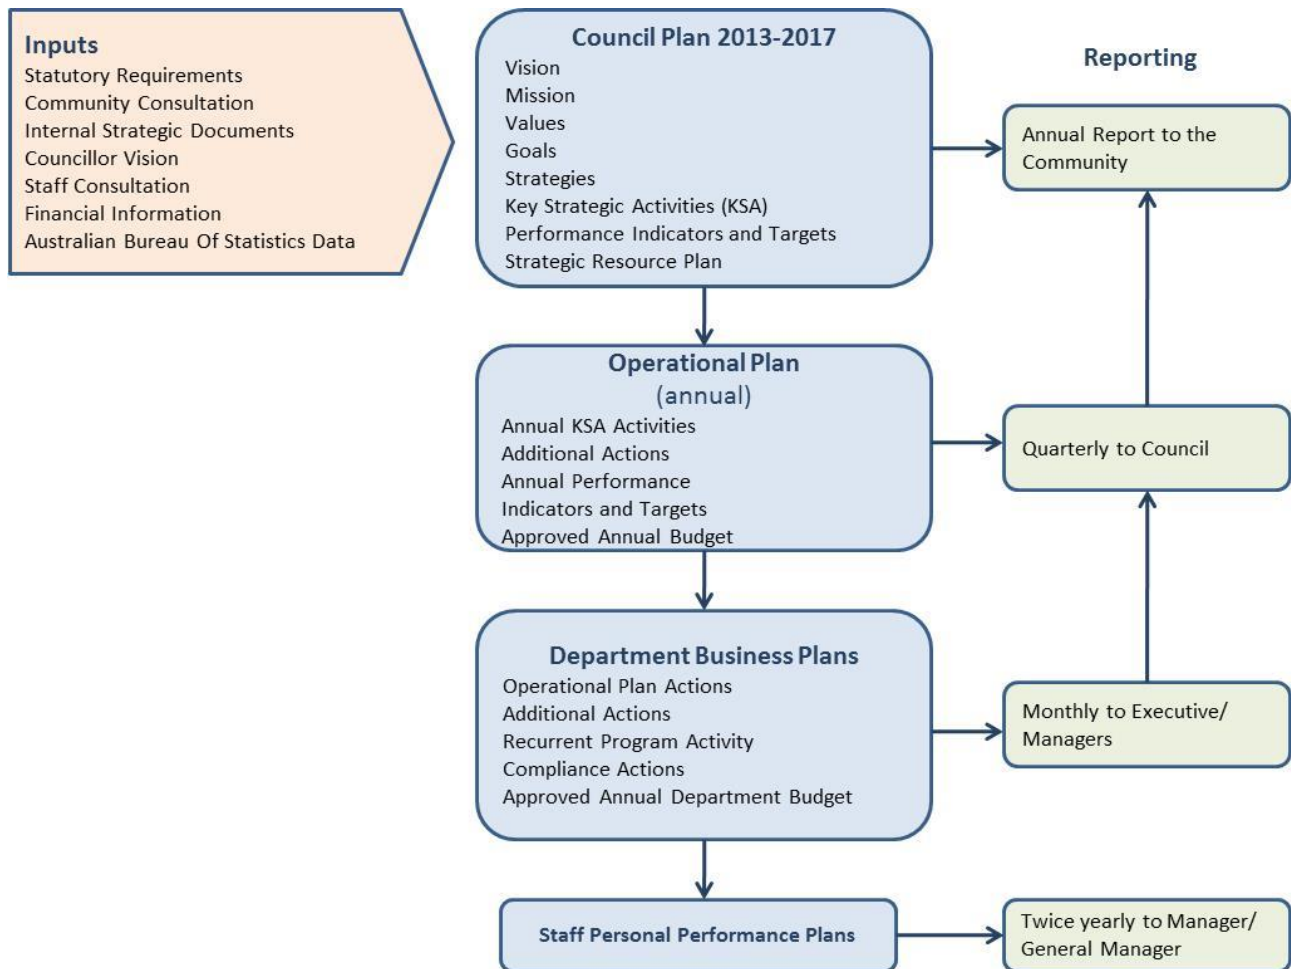 Inputs
Statutory Requirements
Community Consultation
Internal Strategic Documents
Councillor Vision
Staff Consultation
Financial Information
Australian Bureau Of Statistics Data
Council Plan 2013-2017
Vision
Mission
Values
Goals
Strategies
Key Strategic Activities (KSA)
Performance Indicators and Targets
Strategic Resource Plan
Reporting
Annual Report to the
Community
Operational Plan
(annual)
Annual KSA Activities
Additional Actions
Annual Performance
Indicators and Targets
Approved Annual Budget
Quarterly to Council
Department Business Plans
Operational Plan Actions
Additional Actions
Recurrent Program Activity
Compliance Actions
Approved Annual Department Budget
Monthly to Executive/
Managers
Staff Personal Performance Plans
Twice yearly to Manager/
General Manager